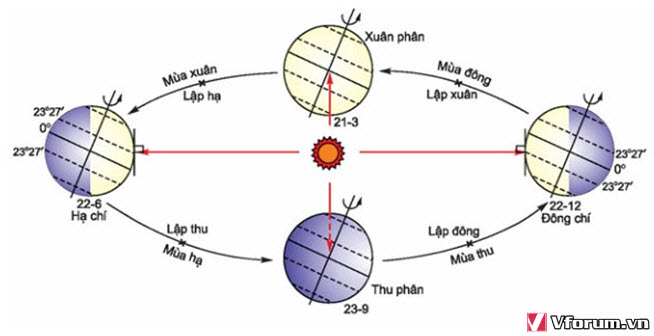 Xuân phân
21-3
Mùa xuân
Lập hạ
Mùa đông
Lập xuân
23°27'
0°
23°27'
22-6
Hạ chí
23°27'
0°
23°27'
22-12
Đông chí
Lập thu
Mùa hạ
Lập đông
Mùa thu
Thu phân
23-9
Vforum.vn